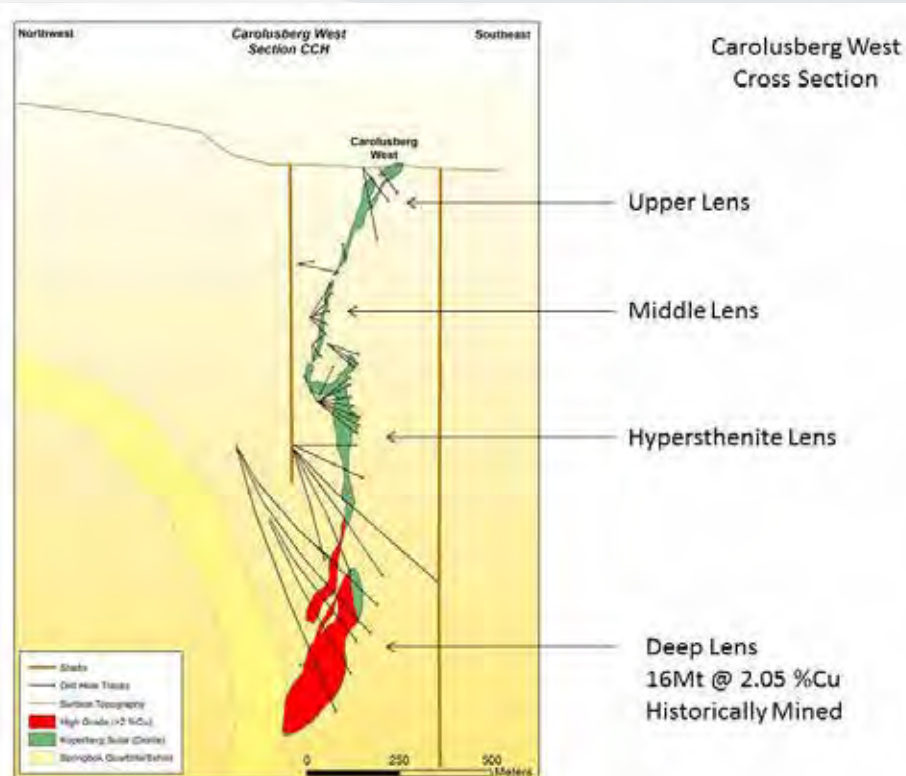 Northwest
Carolusberg West
Section CCH
Southeast
Carolusberg West
Cross Section
Carolusberg
West
Upper Lens
Middle Lens
Hypersthenite Lens
Deep Lens
16Mt @ 2.05 %Cu
Historically Mined
Shafts
Drill Hole Traces
Surface Topography
High Grade (>2 %Cu)
Koperberg Suite (Diorite)
Springbok Quartzite/Schist
0 250 500
Meters